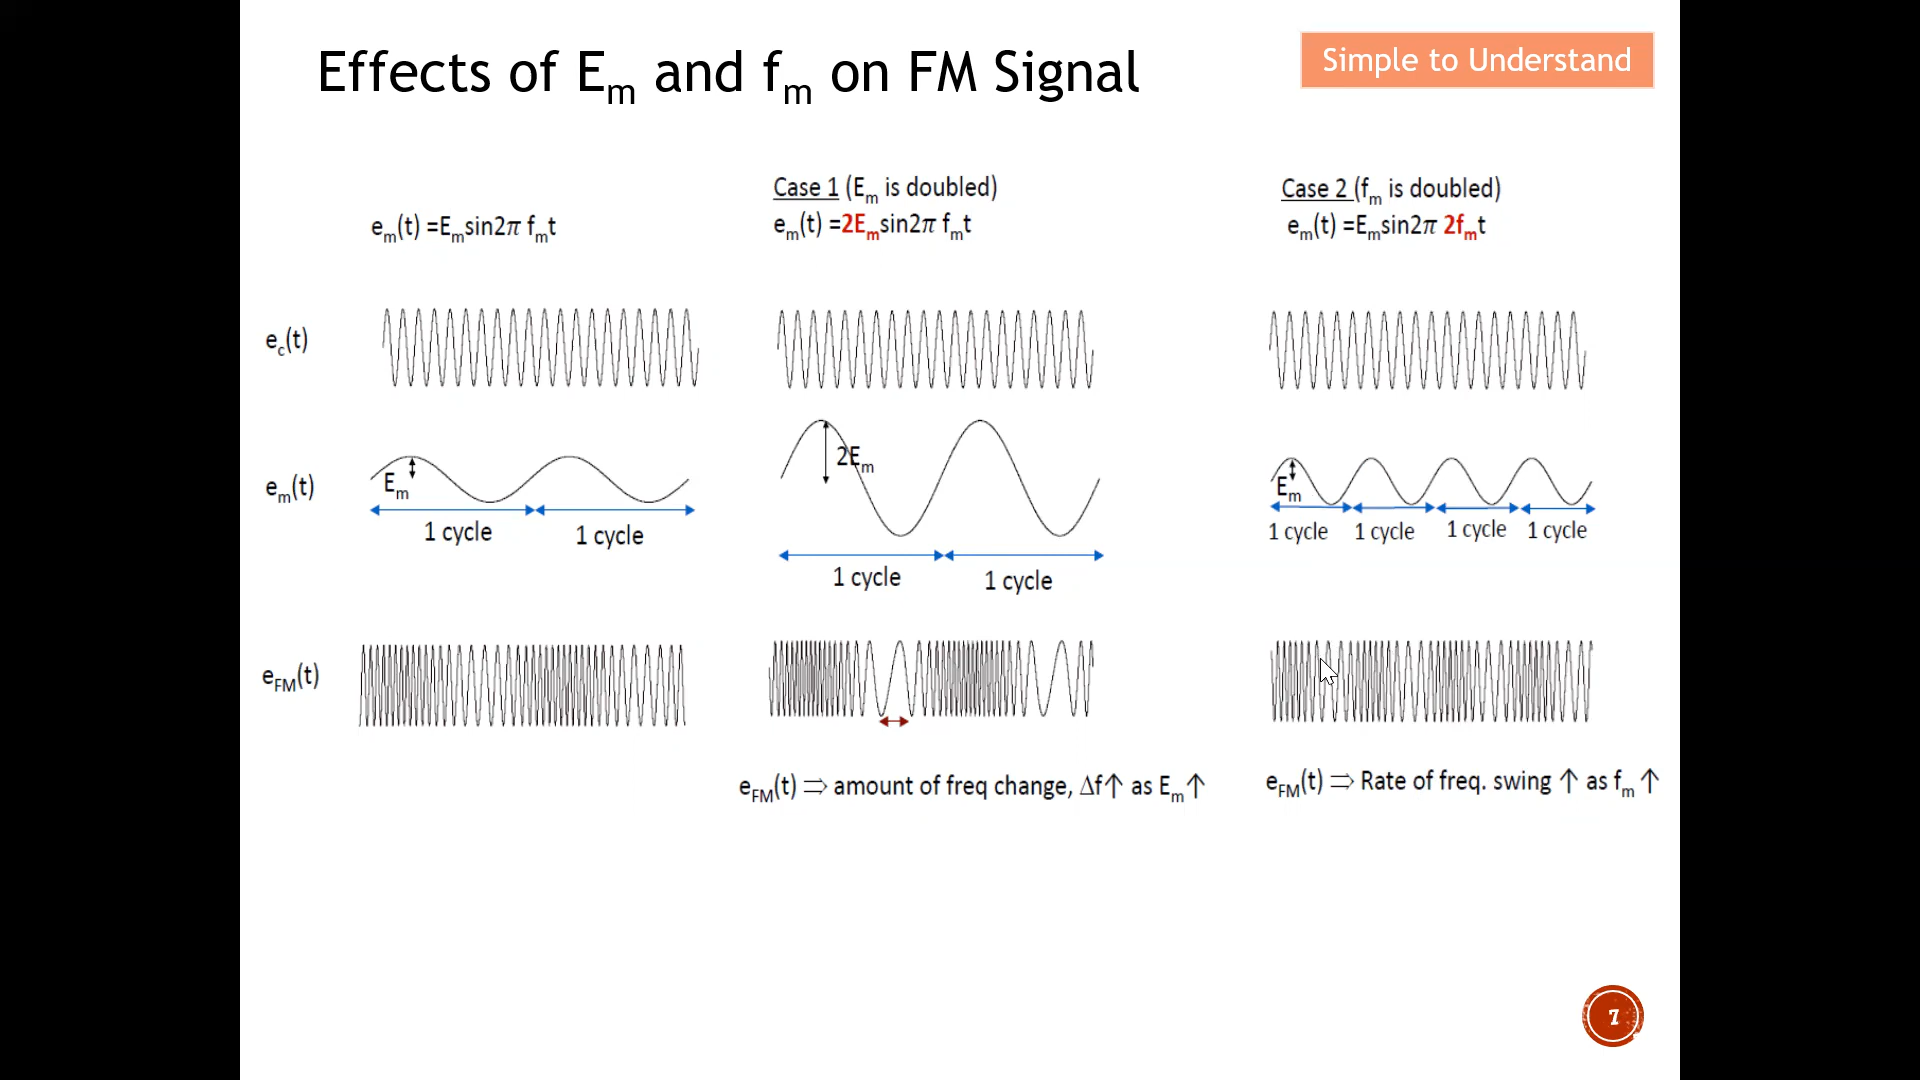 Effects of Em and fm on FM Signal
Simple to Understand
em(t) =Emsin2π fmt
Case 1 (Em is doubled)
em(t) =2Emsin2π fmt
Case 2 (fm is doubled)
em(t) =Emsin2π 2fmt
ec(t)
em(t)
Em
1 cycle
1 cycle
2Em
1 cycle
1 cycle
Em
1 cycle
1 cycle
1 cycle
1 cycle
eFM(t)
eFM(t) ⇒ amount of freq change, Δf↑ as Em↑
eFM(t) ⇒ Rate of freq. swing ↑ as fm ↑
7